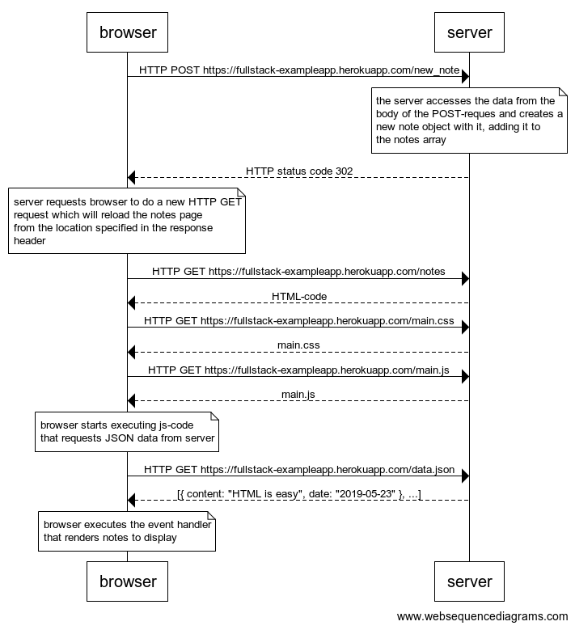 browser
server
HTTP POST https://fullstack-exampleapp.herokuapp.com/new_note
the server accesses the data from the
body of the POST-reques and creates a
new note object with it, adding it to
the notes array
HTTP status code 302
server requests browser to do a new HTTP GET
request which will reload the notes page
from the location specified in the response
header
HTTP GET https://fullstack-exampleapp.herokuapp.com/notes
HTML-code
HTTP GET https://fullstack-exampleapp.herokuapp.com/main.css
main.css
HTTP GET https://fullstack-exampleapp.herokuapp.com/main.js
main.js
browser starts executing js-code
that requests JSON data from server
HTTP GET https://fullstack-exampleapp.herokuapp.com/data.json
[{ content: "HTML is easy", date: "2019-05-23" }, ...]
browser executes the event handler
that renders notes to display
browser
server
www.websequencediagrams.com